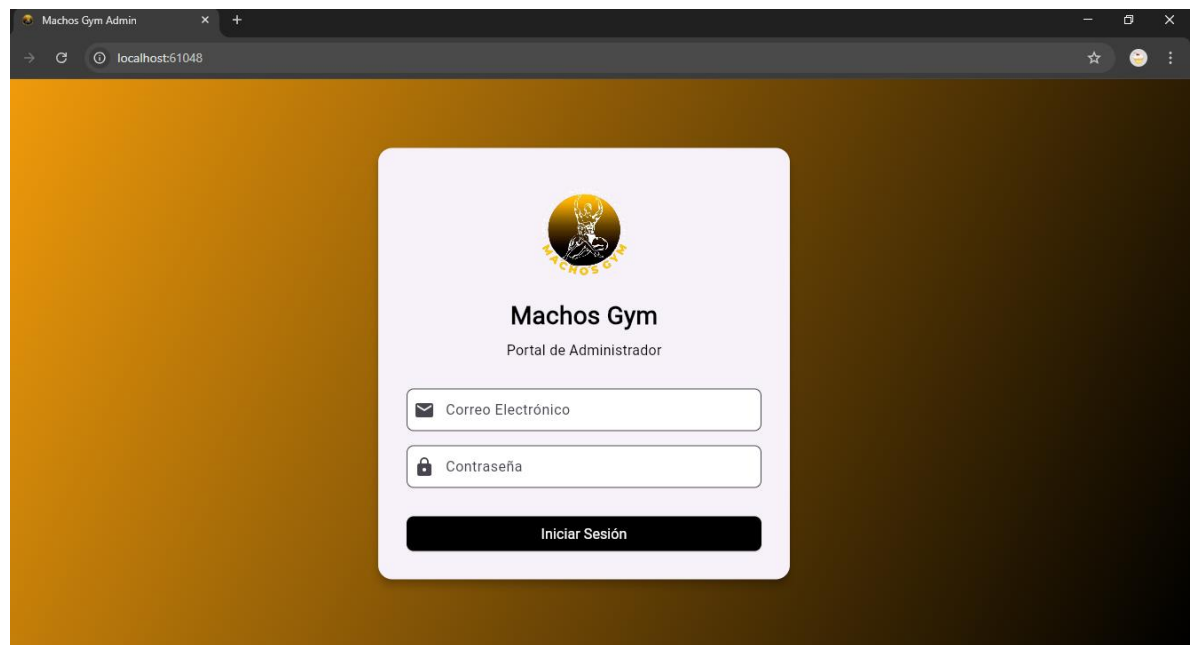 Machos Gym Admin
localhost:61048
MACHOS GYM
Machos Gym
Portal de Administrador
Correo Electrónico
Contraseña
Iniciar Sesión